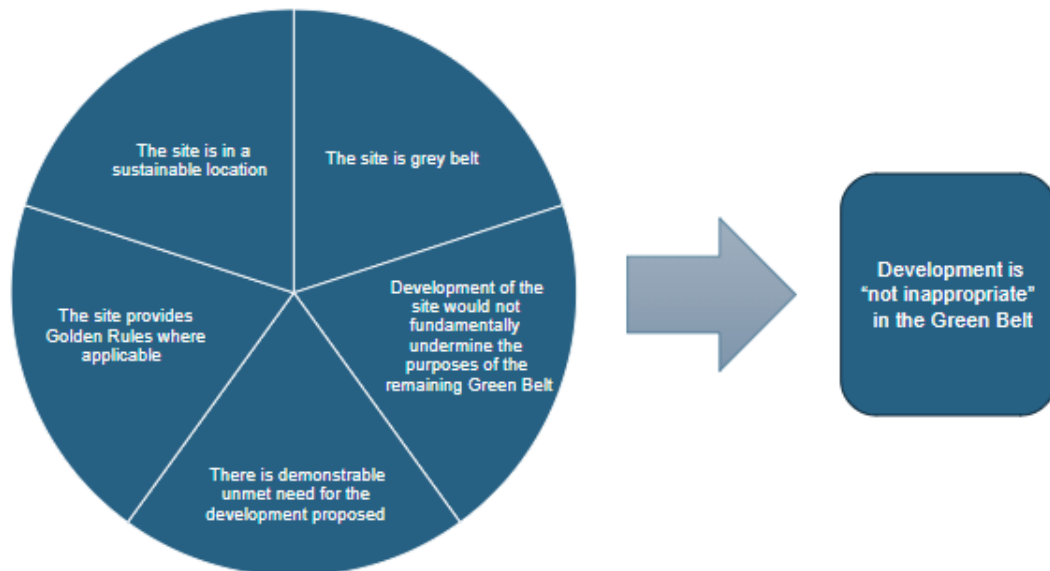 The site is in a
sustainable location
The site is grey belt
The site provides
Golden Rules where
applicable
Development of the
site would not
fundamentally
undermine the
purposes of the
remaining Green Belt
There is demonstrable
unmet need for the
development proposed
Development is
“not inappropriate”
in the Green Belt